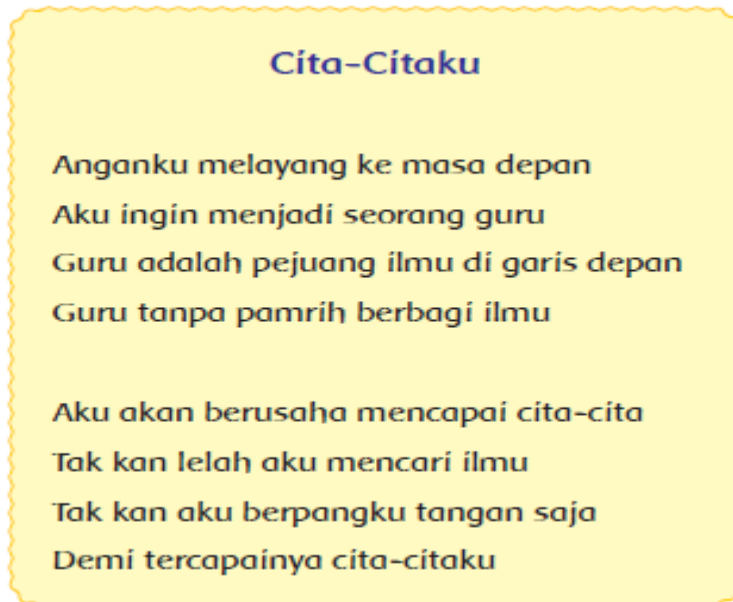 Cita-Citaku
Anganku melayang ke masa depan
Aku ingin menjadi seorang guru
Guru adalah pejuang ilmu di garis depan
Guru tanpa pamrih berbagi ilmu
Aku akan berusaha mencapai cita-cita
Tak kan lelah aku mencari ilmu
Tak kan aku berpangku tangan saja
Demi tercapainya cita-citaku